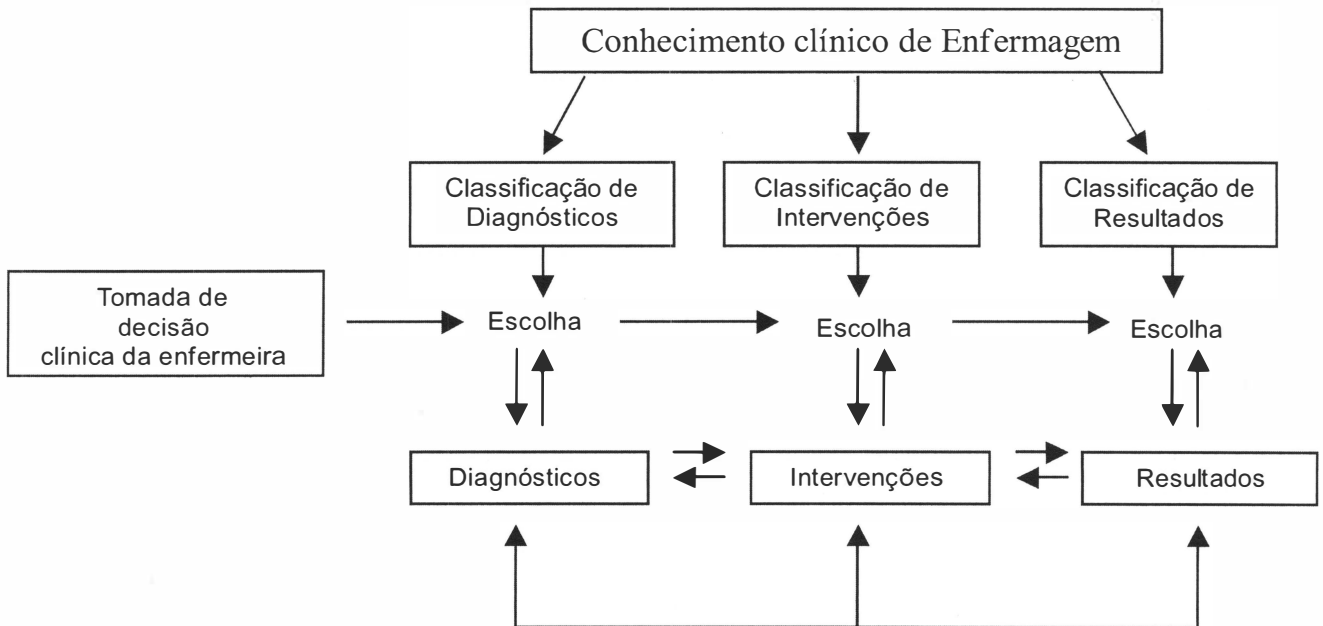 Conhecimento clínico de Enfermagem
Classificação de
Diagnósticos
Classificação de
Intervenções
Classificação de
Resultados
Tomada de
decisão
clínica da enfermeira
Escolha
Escolha
Escolha
Diagnósticos
Intervenções
Resultados